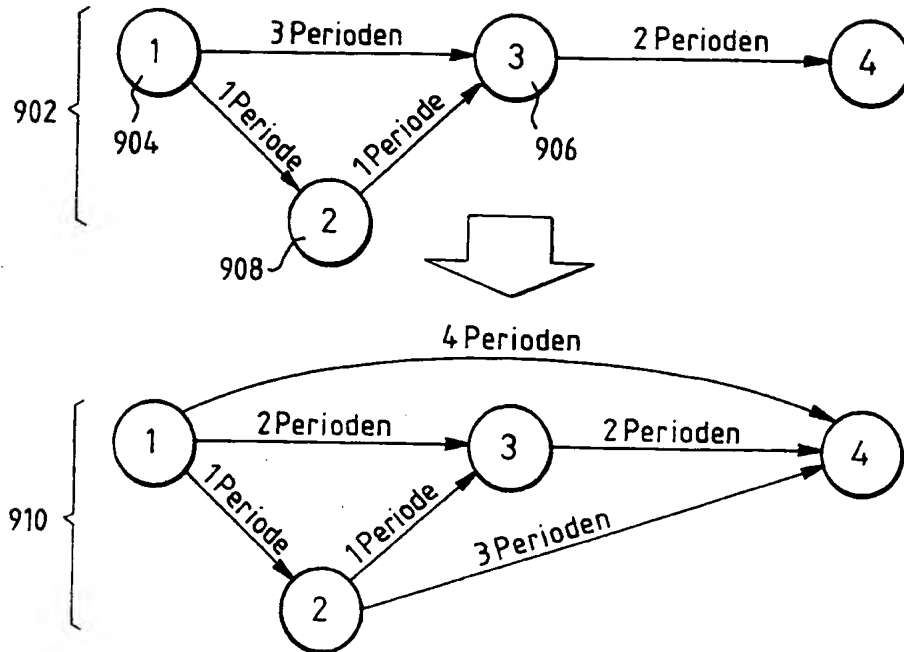 1
3 Perioden
3
2 Perioden
4
902
904
1 Periode
1 Periode
906
2
908
4 Perioden
1
2 Perioden
3
2 Perioden
4
910
1 Periode
1 Periode
3 Perioden
2